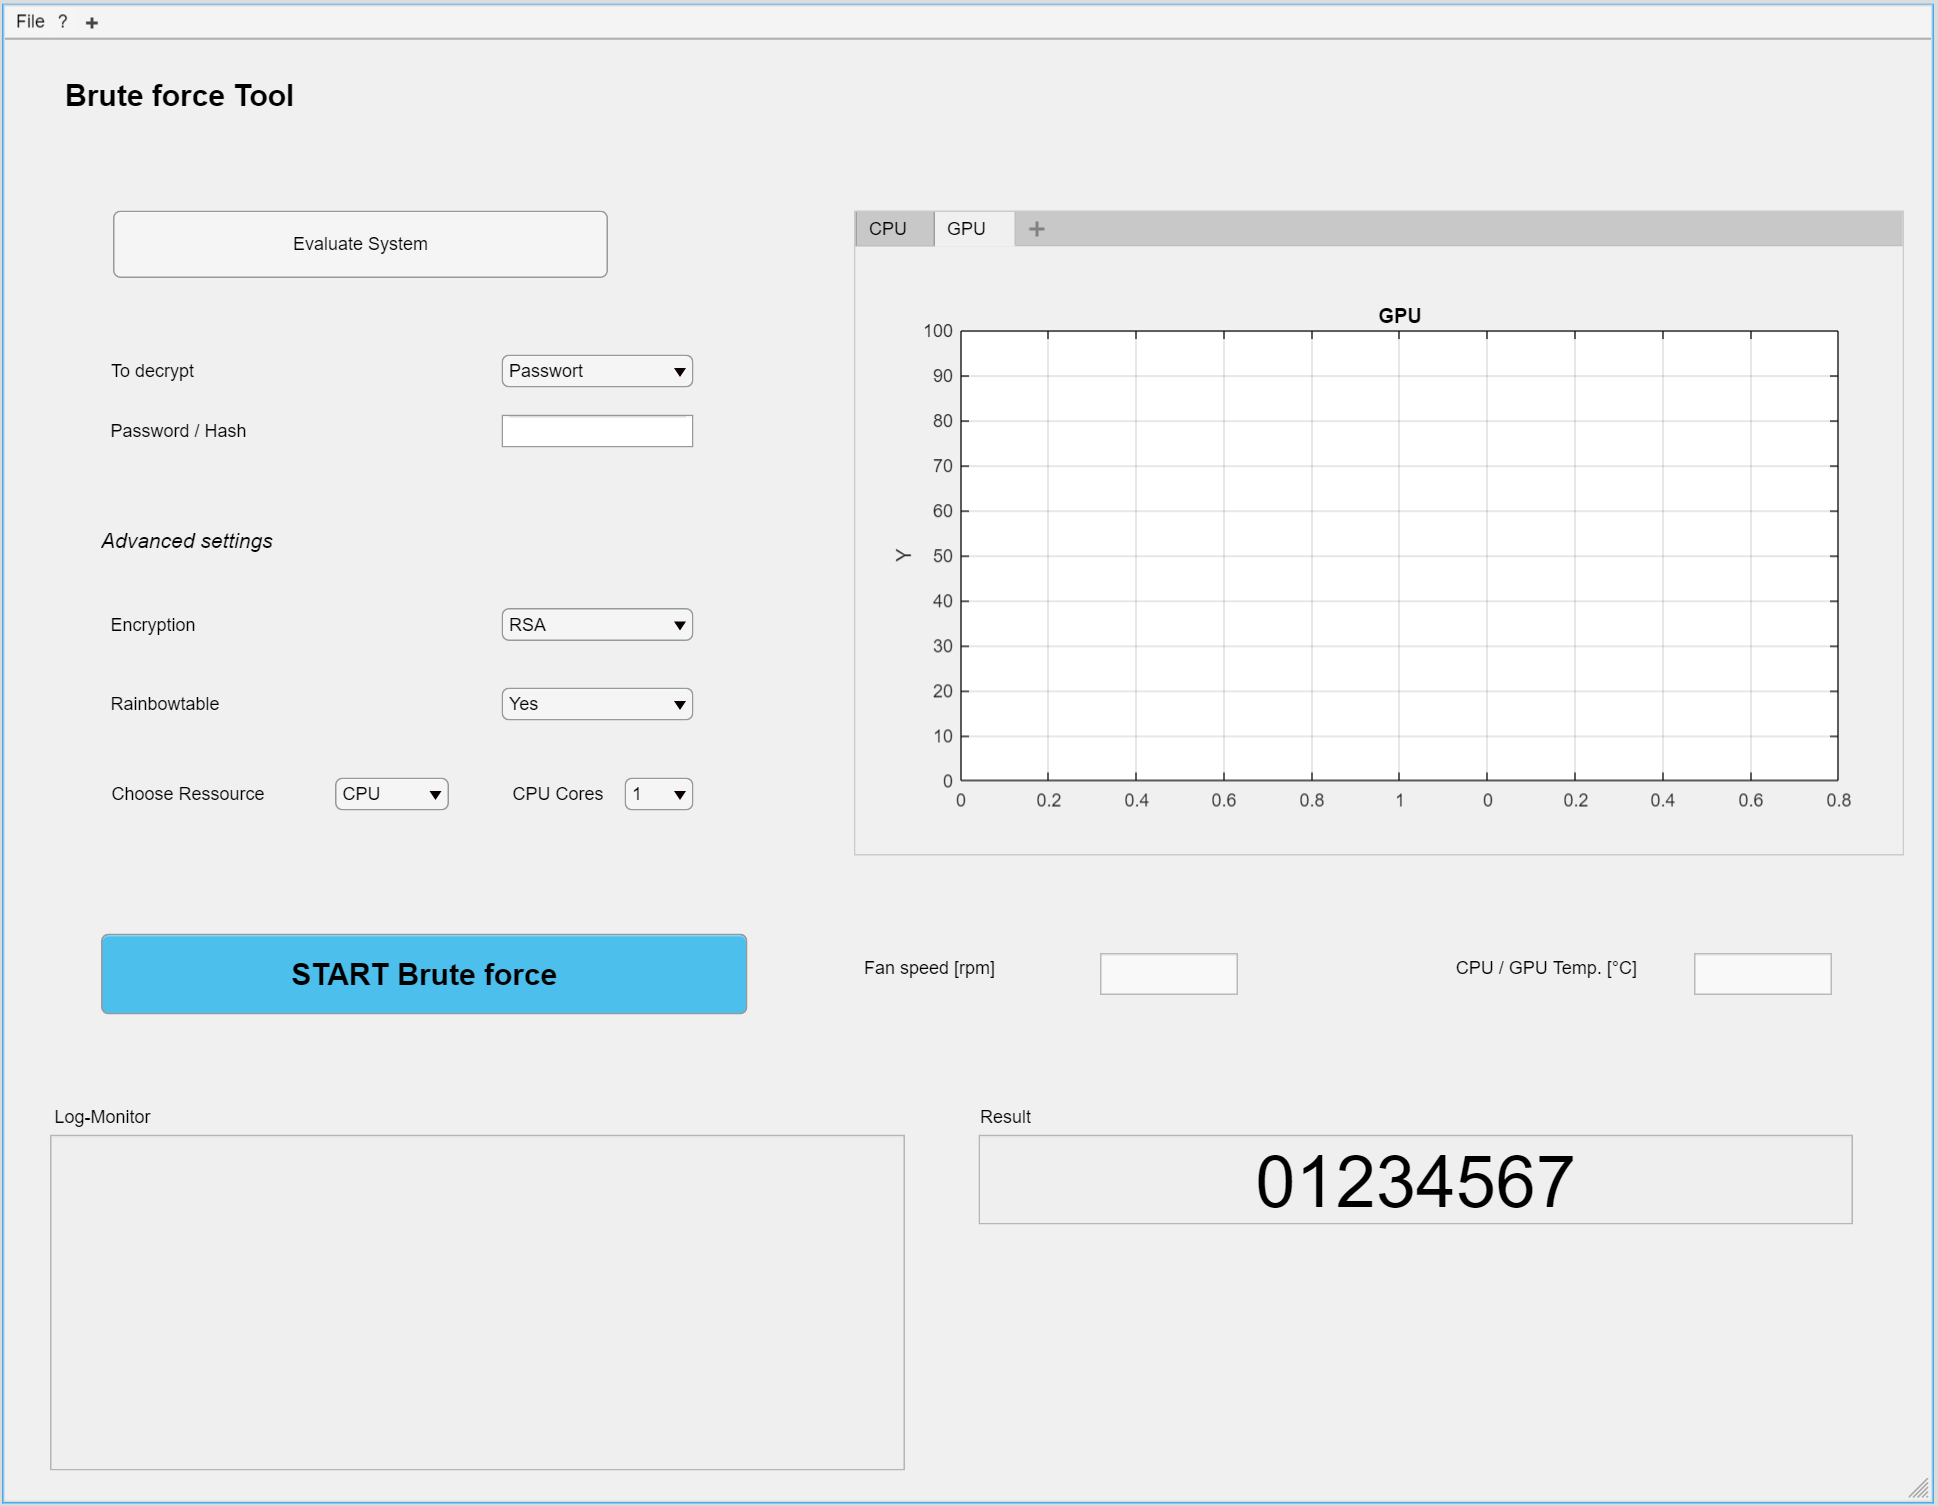 File ? +
Brute force Tool
Evaluate System
To decrypt Passwort
Password / Hash
Advanced settings
Encryption RSA
Rainbowtable Yes
Choose Ressource CPU CPU Cores 1
START Brute force
CPU GPU +
GPU
100
90
80
70
60
50
40
30
20
10
0
Y
0 0.2 0.4 0.6 0.8 1 0 0.2 0.4 0.6 0.8
Fan speed [rpm] CPU / GPU Temp. [°C]
Log-Monitor
Result
01234567